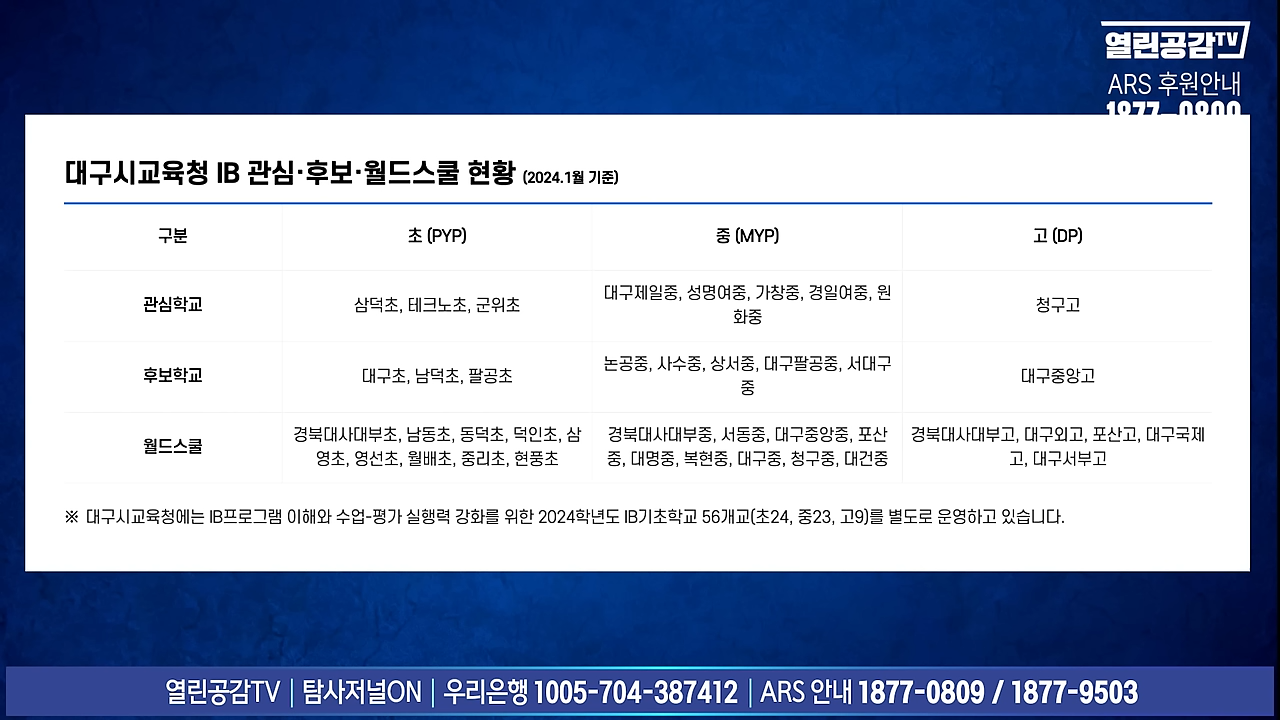 열린공감TV
ARS 후원안내
1877-0809
대구시교육청 IB 관심·후보·월드스쿨 현황 (2024.1월 기준)
구분 초 (PYP) 중 (MYP) 고 (DP)
관심학교 삼덕초, 테크노초, 군위초 대구제일중, 성명여중, 가창중, 경일여중, 원
화중 청구고
후보학교 대구초, 남덕초, 팔공초 논공중, 사수중, 상서중, 대구팔공중, 서대구
중 대구중앙고
월드스쿨 경북대사대부초, 남동초, 동덕초, 덕인초, 삼
영초, 영선초, 월배초, 중리초, 현풍초
경북대사대부중, 서동중, 대구중앙중, 포산
중, 대명중, 복현중, 대구중, 청구중, 대건중
경북대사대부고, 대구외고, 포산고, 대구국제
고, 대구서부고
※ 대구시교육청에는 IB프로그램 이해와 수업-평가 실행력 강화를 위한 2024학년도 IB기초학교 56개교(초24, 중23, 고9)를 별도로 운영하고 있습니다.
열린공감TV | 탐사저널ON | 우리은행 1005-704-387412 | ARS 안내 1877-0809 / 1877-9503